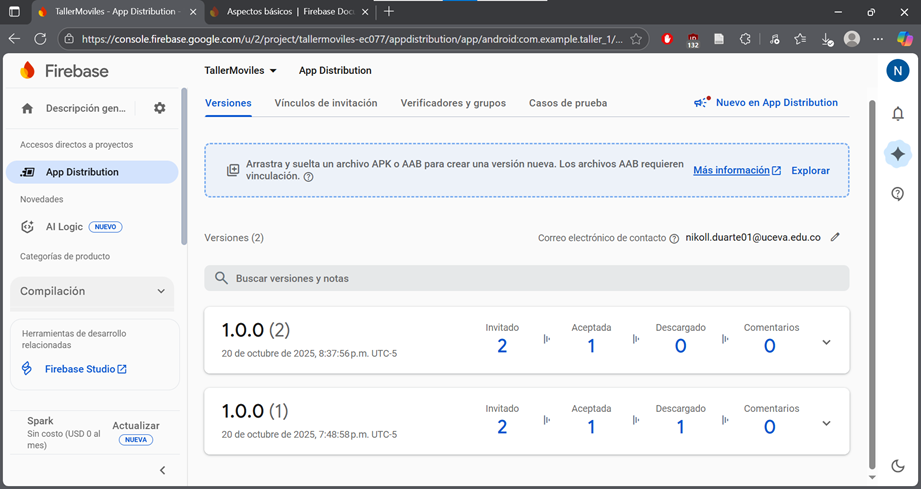 TallerMoviles - App Distribution -
Aspectos básicos | Firebase Doc
https://console.firebase.google.com/u/2/project/tallermoviles-ec077/appdistribution/app/android:com.example.taller_1/...
132
Firebase
TallerMoviles
App Distribution
N
Descripción gen...
Versiones
Vínculos de invitación
Verificadores y grupos
Casos de prueba
Nuevo en App Distribution
Accesos directos a proyectos
App Distribution
Novedades
AI Logic
NUEVO
Categorías de producto
Compilación
Herramientas de desarrollo
relacionadas
Firebase Studio
Spark
Sin costo (USD 0 al
mes)
Actualizar
NUEVA
Arrastra y suelta un archivo APK o AAB para crear una versión nueva. Los archivos AAB requieren
vinculación.
Más información
Explorar
Versiones (2)
Correo electrónico de contacto
nikoll.duarte01@uceva.edu.co
Buscar versiones y notas
1.0.0 (2)
20 de octubre de 2025, 8:37:56 p.m. UTC-5
Invitado
2
Aceptada
1
Descargado
0
Comentarios
0
1.0.0 (1)
20 de octubre de 2025, 7:48:58 p.m. UTC-5
Invitado
2
Aceptada
1
Descargado
1
Comentarios
0